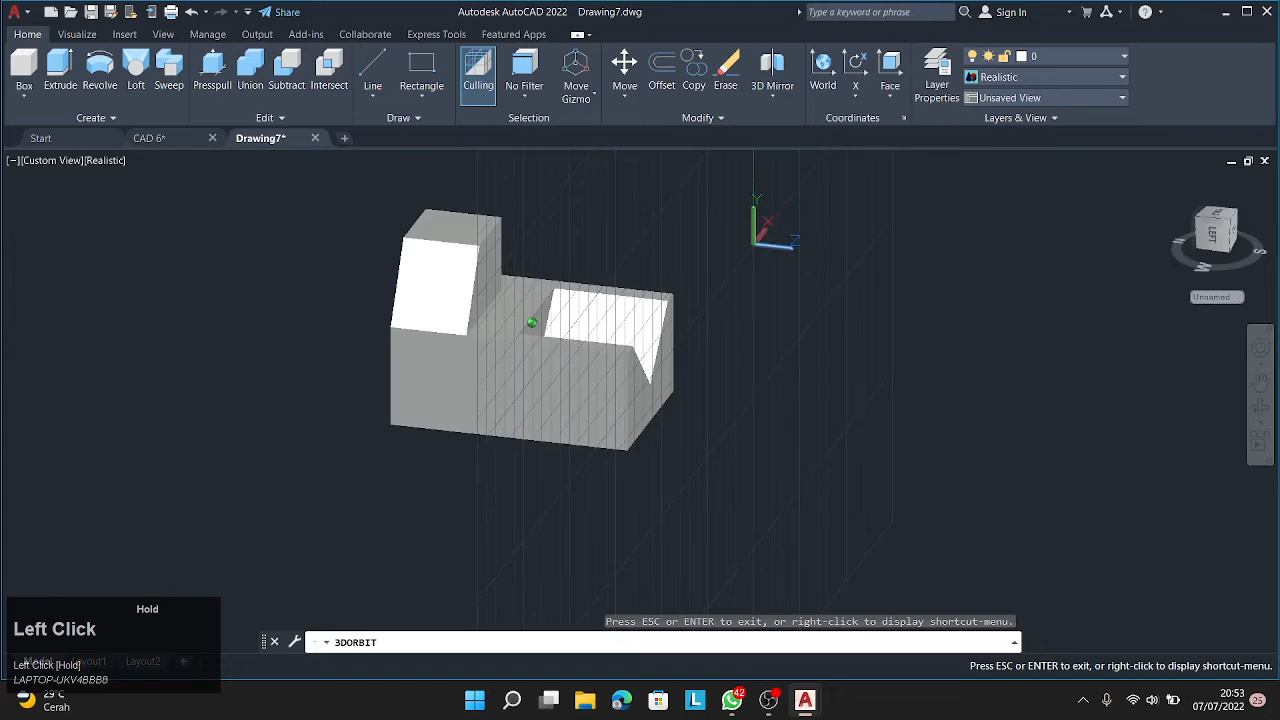 Share
Autodesk AutoCAD 2022 Drawing7.dwg
Type a keyword or phrase
Sign In
Home Visualize Insert View Manage Output Add-ins Collaborate Express Tools Featured Apps
Box Extrude Revolve Loft Sweep Presspull Union Subtract Intersect Line Rectangle Culling No Filter Move Gizmo Move Offset Copy Erase 3D Mirror Layer Properties World X Face
0
Realistic
Unsaved View
Create Edit Draw Selection Modify Coordinates Layers & View
Start CAD 6* Drawing7*
[−][Custom View][Realistic]
Y
X
Z
LEFT
S
W
Unnamed
Hold
Left Click
Left Click [Hold]
LAPTOP-UKV4BBB8
Press ESC or ENTER to exit, or right-click to display shortcut-menu.
3DORBIT
Layout2
Press ESC or ENTER to exit, or right-click to display shortcut-menu.
Cerah
42
20:53
25